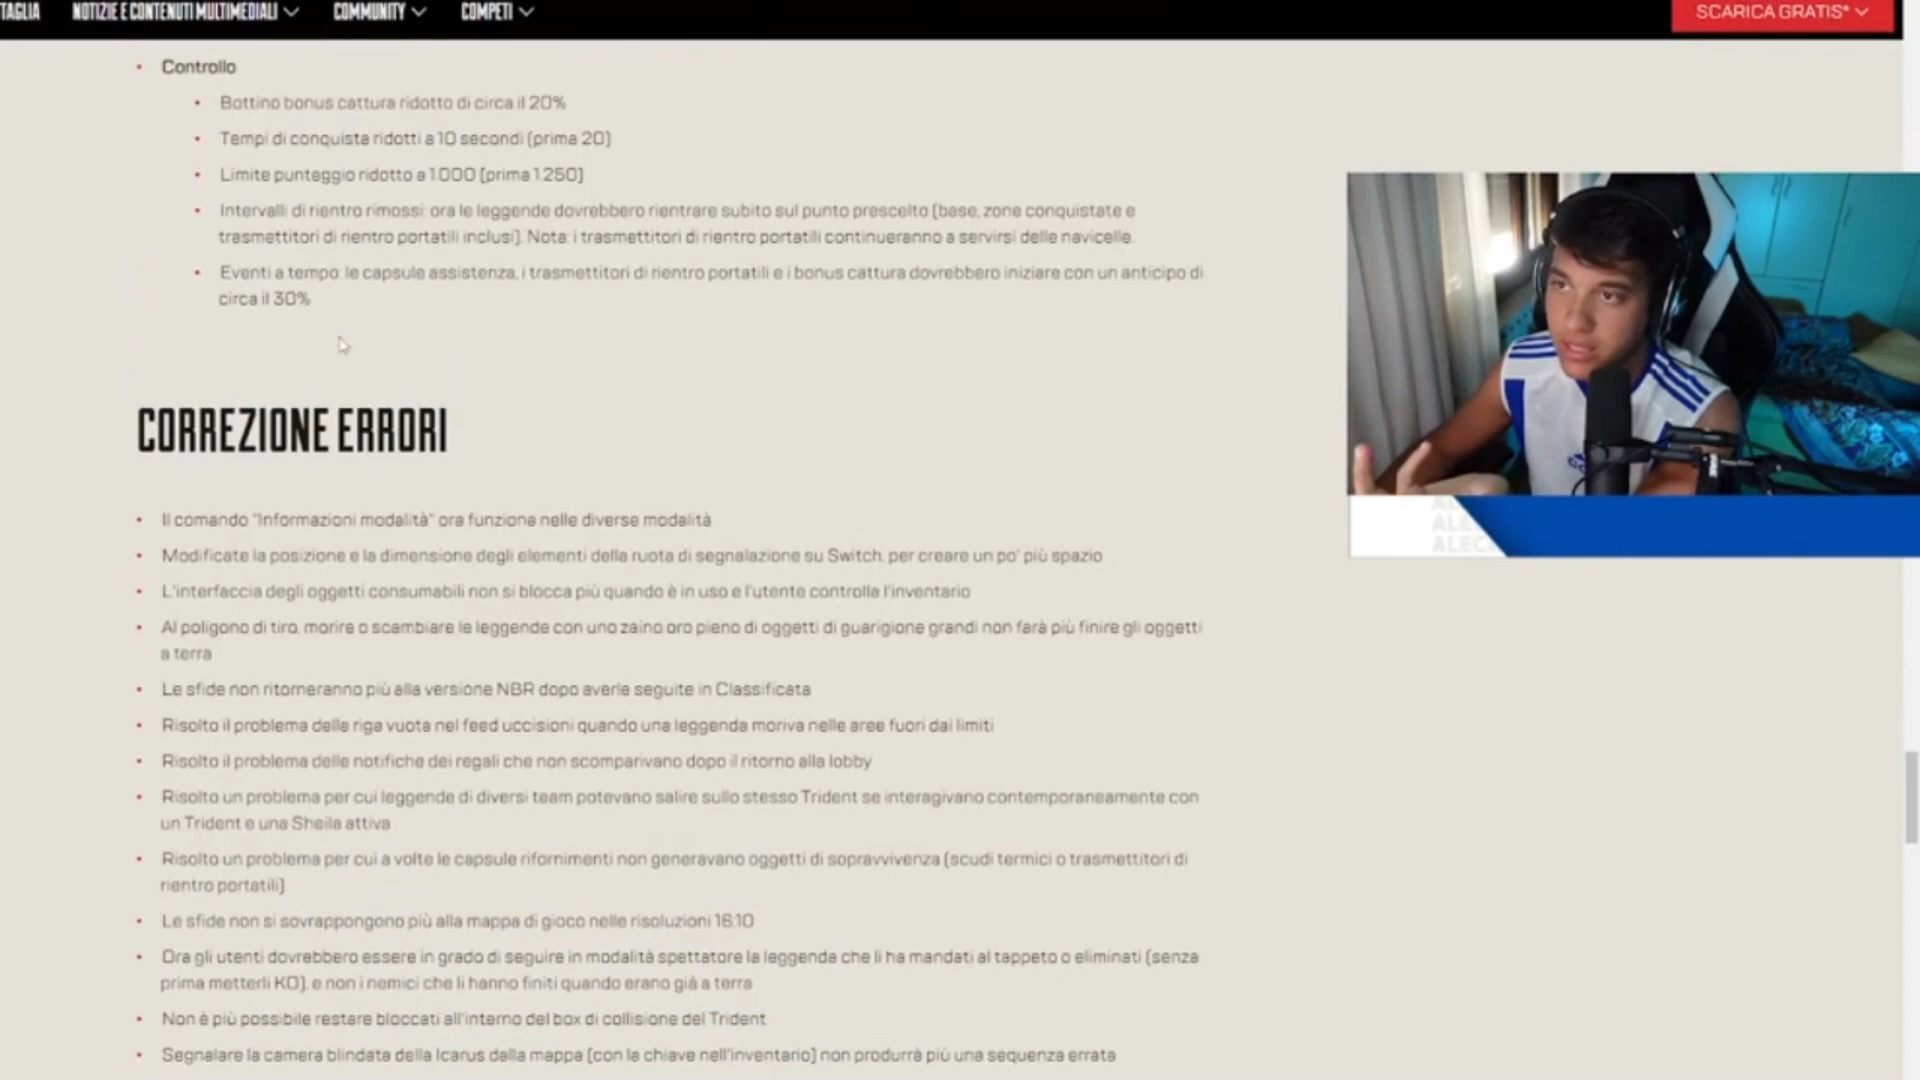 TAGLIA NOTIZIE E CONTENUTI MULTIMEDIALI COMMUNITY COMPETI SCARICA GRATIS*
Controllo
Bottino bonus cattura ridotto di circa il 20%
Tempi di conquista ridotti a 10 secondi (prima 20)
Limite punteggio ridotto a 1.000 (prima 1.250)
Intervalli di rientro rimossi: ora le leggende dovrebbero rientrare subito sul punto prescelto (base, zone conquistate e
trasmettitori di rientro portatili inclusi). Nota: i trasmettitori di rientro portatili continueranno a servirsi delle navicelle.
Eventi a tempo: le capsule assistenza, i trasmettitori di rientro portatili e i bonus cattura dovrebbero iniziare con un anticipo di
circa il 30%
CORREZIONE ERRORI
Il comando "Informazioni modalità" ora funziona nelle diverse modalità
Modificate la posizione e la dimensione degli elementi della ruota di segnalazione su Switch, per creare un po' più spazio
L'interfaccia degli oggetti consumabili non si blocca più quando è in uso e l'utente controlla l'inventario
Al poligono di tiro, morire o scambiare le leggende con uno zaino oro pieno di oggetti di guarigione grandi non farà più finire gli oggetti
a terra
Le sfide non ritorneranno più alla versione NBR dopo averle seguite in Classificata
Risolto il problema della riga vuota nel feed uccisioni quando una leggenda moriva nelle aree fuori dai limiti
Risolto il problema delle notifiche dei regali che non scomparivano dopo il ritorno alla lobby
Risolto un problema per cui leggende di diversi team potevano salire sullo stesso Trident se interagivano contemporaneamente con
un Trident e una Sheila attiva
Risolto un problema per cui a volte le capsule rifornimenti non generavano oggetti di sopravvivenza (scudi termici o trasmettitori di
rientro portatili)
Le sfide non si sovrappongono più alla mappa di gioco nelle risoluzioni 16:10
Ora gli utenti dovrebbero essere in grado di seguire in modalità spettatore la leggenda che li ha mandati al tappeto o eliminati (senza
prima metterli KO), e non i nemici che li hanno finiti quando erano già a terra
Non è più possibile restare bloccati all'interno del box di collisione del Trident
Segnalare la camera blindata della Icarus dalla mappa (con la chiave nell'inventario) non produrrà più una sequenza errata